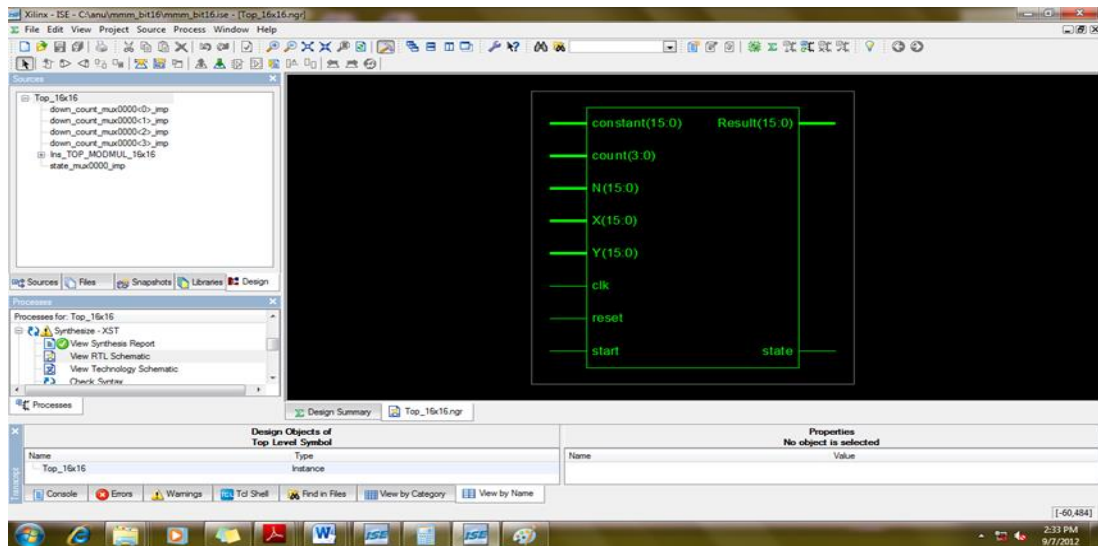 Xilinx - ISE - C:\anu\mmm_bit16\mmm_bit16.ise - [Top_16x16.ngr]
File Edit View Project Source Process Window Help
Sources
Top_16x16
down_count_mux0000<0>_imp
down_count_mux0000<1>_imp
down_count_mux0000<2>_imp
down_count_mux0000<3>_imp
Ins_TOP_MODMUL_16x16
state_mux0000_imp
Sources Files Snapshots Libraries Design
Processes
Processes for: Top_16x16
Synthesize - XST
View Synthesis Report
View RTL Schematic
View Technology Schematic
Check Syntax
Processes
constant(15:0) Result(15:0)
count(3:0)
N(15:0)
X(15:0)
Y(15:0)
clk
reset
start state
Design Summary Top_16x16.ngr
Design Objects of
Top Level Symbol
Properties
No object is selected
Name Type Name Value
Top_16x16 Instance
Transcript
Console Errors Warnings Tcl Shell Find in Files View by Category View by Name
[-60,484]
ISE ISE
2:33 PM
9/7/2012